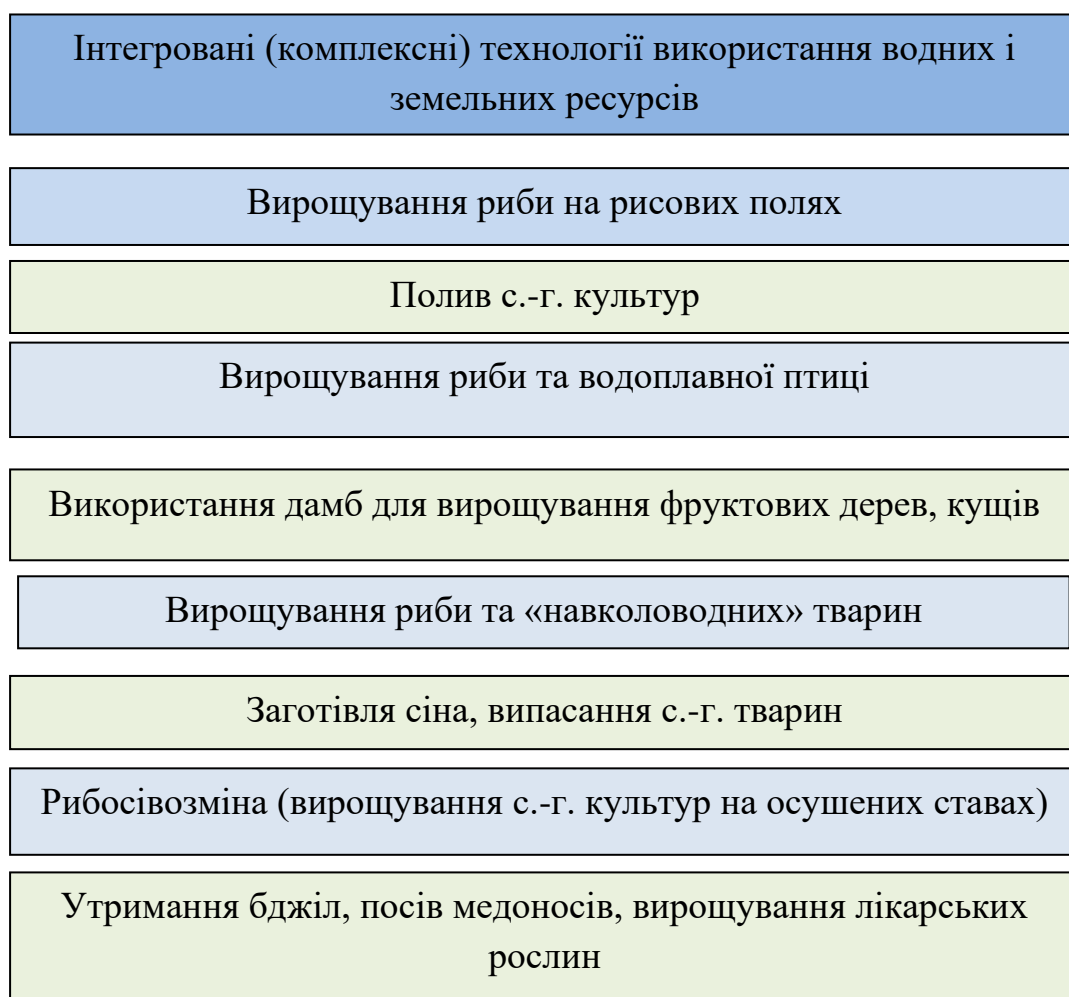 Інтегровані (комплексні) технології використання водних і
земельних ресурсів
Вирощування риби на рисових полях
Полив с.-г. культур
Вирощування риби та водоплавної птиці
Використання дамб для вирощування фруктових дерев, кущів
Вирощування риби та «навколоводних» тварин
Заготівля сіна, випасання с.-г. тварин
Рибосівозміна (вирощування с.-г. культур на осушених ставах)
Утримання бджіл, посів медоносів, вирощування лікарських
рослин